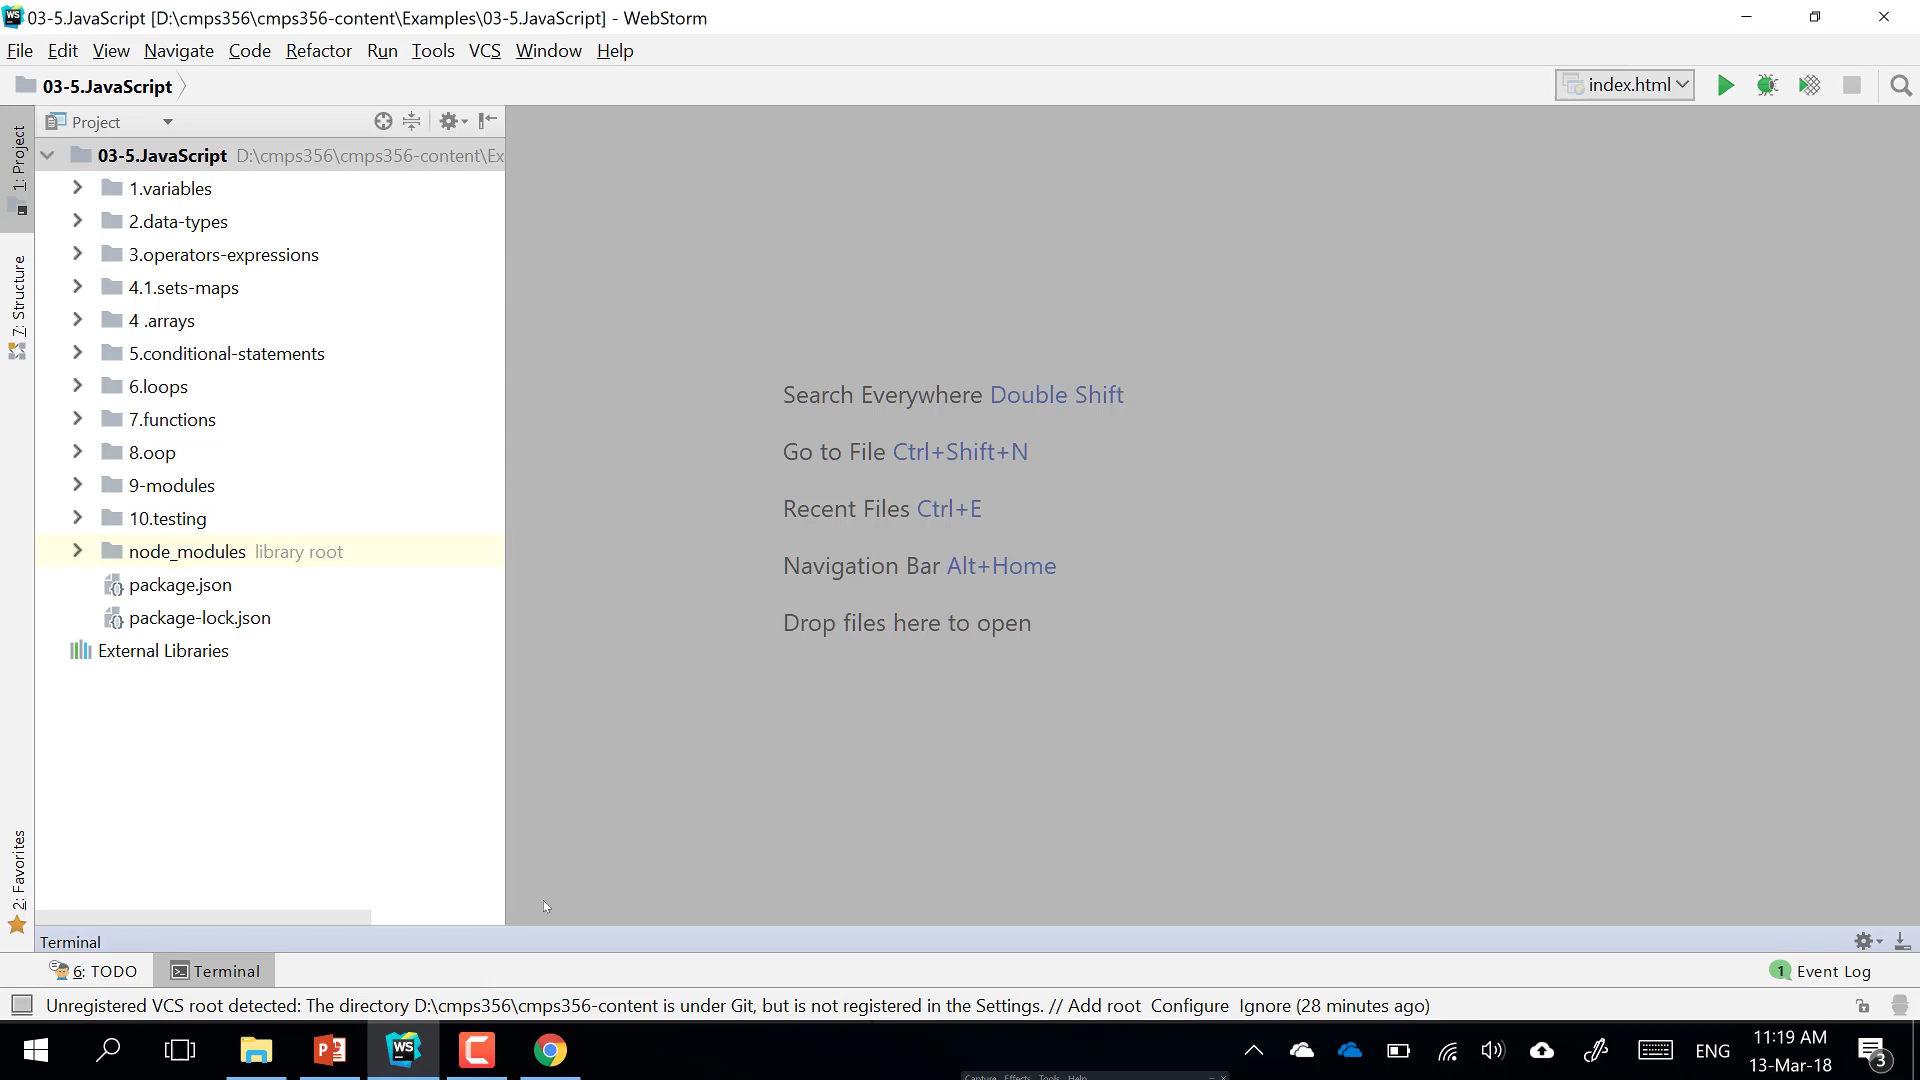 03-5.JavaScript [D:\cmps356\cmps356-content\Examples\03-5.JavaScript] - WebStorm
File Edit View Navigate Code Refactor Run Tools VCS Window Help
03-5.JavaScript
index.html
Project
1: Project
7: Structure
2: Favorites
03-5.JavaScript D:\cmps356\cmps356-content\Ex
1.variables
2.data-types
3.operators-expressions
4.1.sets-maps
4 .arrays
5.conditional-statements
6.loops
7.functions
8.oop
9-modules
10.testing
node_modules library root
package.json
package-lock.json
External Libraries
Search Everywhere Double Shift
Go to File Ctrl+Shift+N
Recent Files Ctrl+E
Navigation Bar Alt+Home
Drop files here to open
Terminal
6: TODO
Terminal
1 Event Log
Unregistered VCS root detected: The directory D:\cmps356\cmps356-content is under Git, but is not registered in the Settings. // Add root Configure Ignore (28 minutes ago)
WS
ENG
11:19 AM
13-Mar-18
3
Capture Effects Tools Help